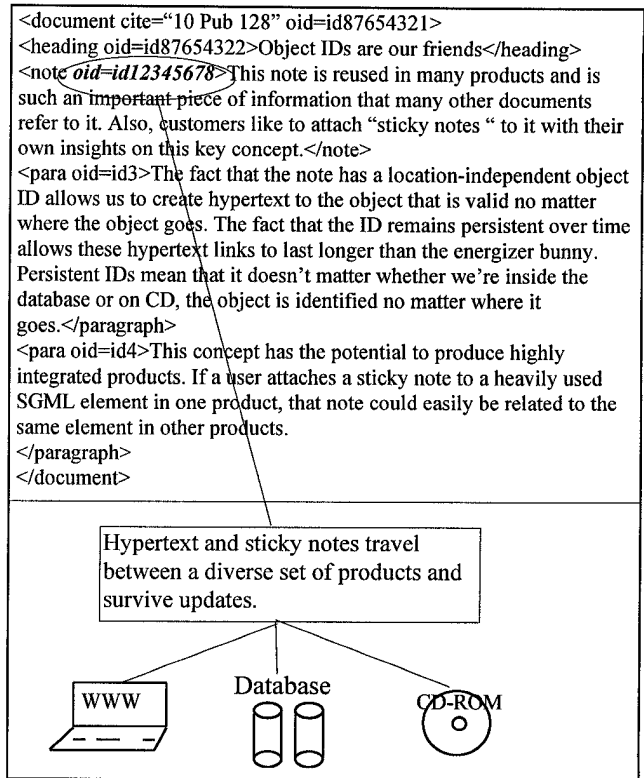 <document cite=“10 Pub 128” oid=id87654321>
<heading oid=id87654322>Object IDs are our friends</heading>
<note oid=id12345678>This note is reused in many products and is
such an important piece of information that many other documents
refer to it. Also, customers like to attach “sticky notes “ to it with their
own insights on this key concept.</note>
<para oid=id3>The fact that the note has a location-independent object
ID allows us to create hypertext to the object that is valid no matter
where the object goes. The fact that the ID remains persistent over time
allows these hypertext links to last longer than the energizer bunny.
Persistent IDs mean that it doesn’t matter whether we’re inside the
database or on CD, the object is identified no matter where it
goes.</paragraph>
<para oid=id4>This concept has the potential to produce highly
integrated products. If a user attaches a sticky note to a heavily used
SGML element in one product, that note could easily be related to the
same element in other products.
</paragraph>
</document>
Hypertext and sticky notes travel
between a diverse set of products and
survive updates.
WWW
Database
CD-ROM